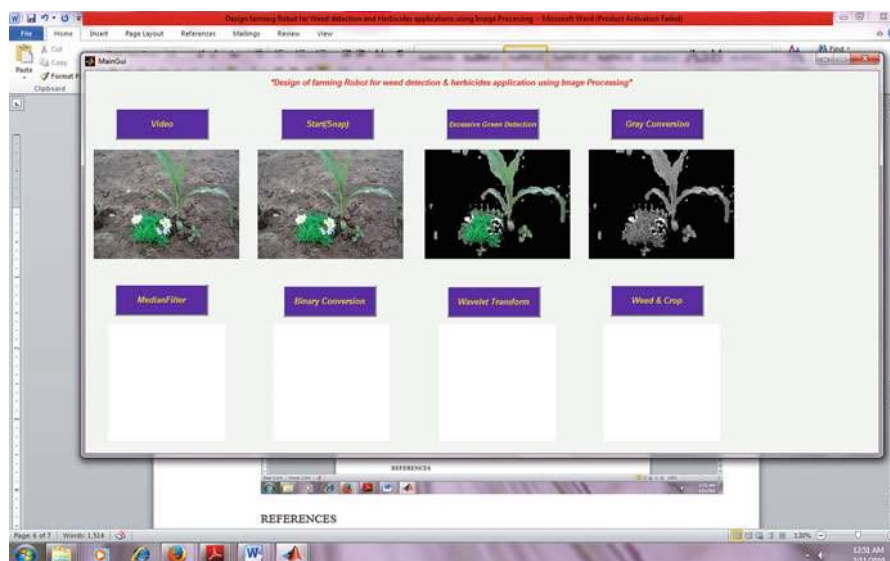 Design farming Robot for Weed detection and Herbicides applications using Image Processing - Microsoft Word (Product Activation Failed)
File Home Insert Page Layout References Mailings Review View
Cut
Copy
Paste
Format
Clipboard
Find
MainGui
"Design of farming Robot for weed detection & herbicides application using Image Processing"
Video Start(Snap) Excessive Green Detection Gray Conversion
MedianFilter Binary Conversion Wavelet Transform Weed & Crop
REFERENCES
REFERENCES
Page: 6 of 7 Words: 1,514 120%
12:51 AM